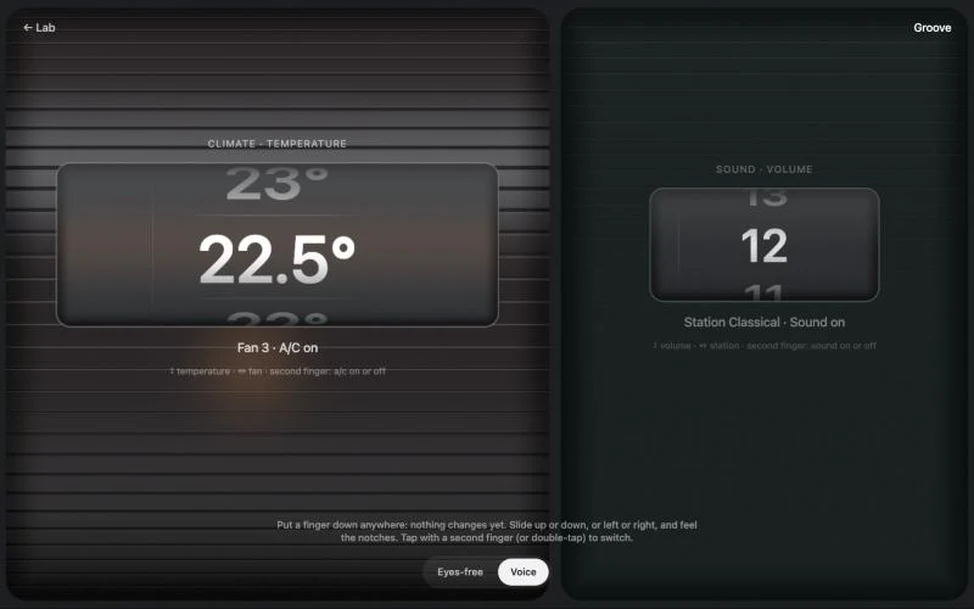 ← Lab
Groove
CLIMATE · TEMPERATURE
23°
22.5°
22°
Fan 3 · A/C on
↕ temperature · ⇔ fan · second finger: a/c on or off
SOUND · VOLUME
13
12
11
Station Classical · Sound on
↕ volume · ⇔ station · second finger: sound on or off
Put a finger down anywhere: nothing changes yet. Slide up or down, or left or right, and feel
the notches. Tap with a second finger (or double-tap) to switch.
Eyes-free
Voice